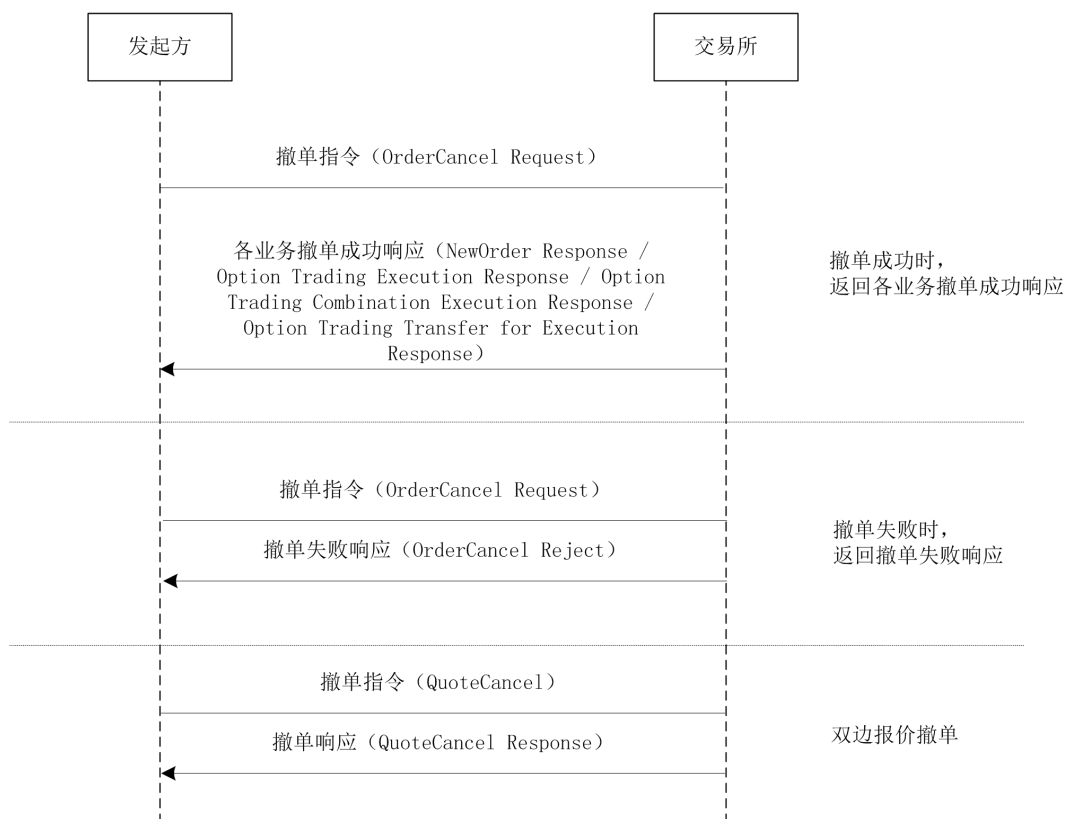 发起方
交易所
撤单指令（OrderCancel Request）
各业务撤单成功响应（NewOrder Response /
Option Trading Execution Response / Option
Trading Combination Execution Response /
Option Trading Transfer for Execution
Response）
撤单成功时，
返回各业务撤单成功响应
撤单指令（OrderCancel Request）
撤单失败响应（OrderCancel Reject）
撤单失败时，
返回撤单失败响应
撤单指令（QuoteCancel）
撤单响应（QuoteCancel Response）
双边报价撤单